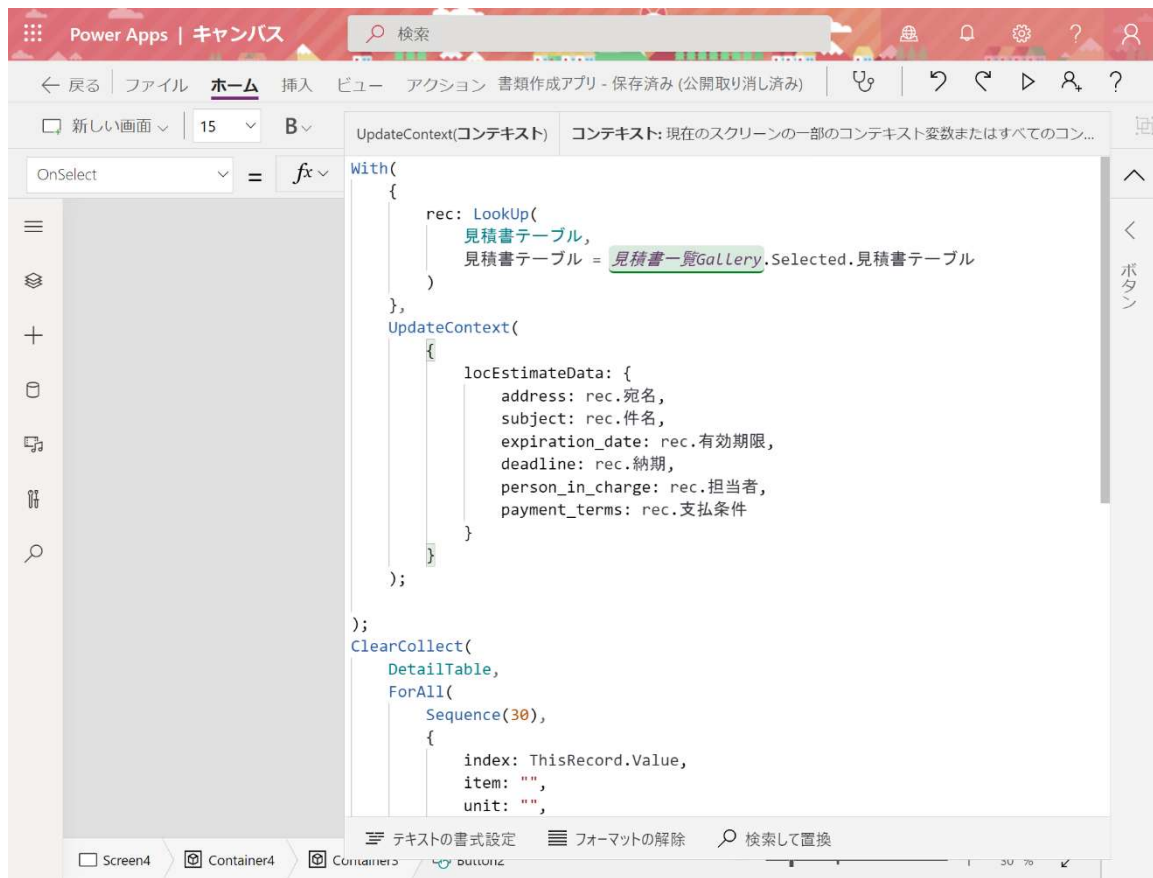 Power Apps | キャンバス
検索
戻る ファイル ホーム 挿入 ビュー アクション 書類作成アプリ - 保存済み (公開取り消し済み)
新しい画面 15 B
UpdateContext(コンテキスト) コンテキスト: 現在のスクリーンの一部のコンテキスト変数またはすべてのコン...
OnSelect = fx
With(
{
rec: LookUp(
見積書テーブル,
見積書テーブル = 見積書一覧Gallery.Selected.見積書テーブル
)
},
UpdateContext(
{
locEstimateData: {
address: rec.宛名,
subject: rec.件名,
expiration_date: rec.有効期限,
deadline: rec.納期,
person_in_charge: rec.担当者,
payment_terms: rec.支払条件
}
}
);
);
ClearCollect(
DetailTable,
ForAll(
Sequence(30),
{
index: ThisRecord.Value,
item: "",
unit: "",
ボタン
テキストの書式設定 フォーマットの解除 検索して置換
Screen4 Container4 Container3 Button2 30 %